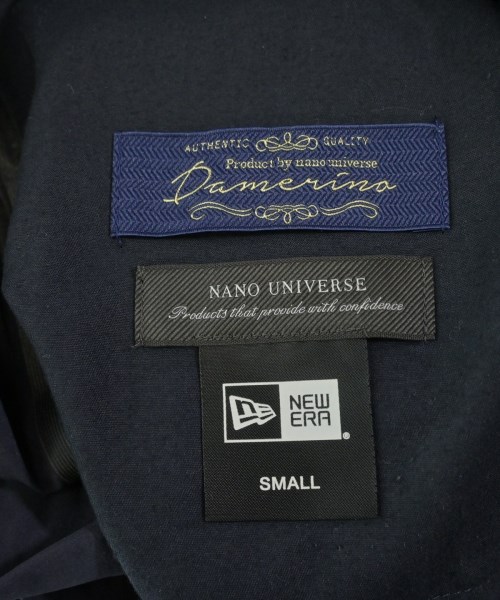 AUTHENTIC QUALITY
Product by nano universe
Damerino
NANO UNIVERSE
Products that provide with confidence
NEW
ERA
®
SMALL